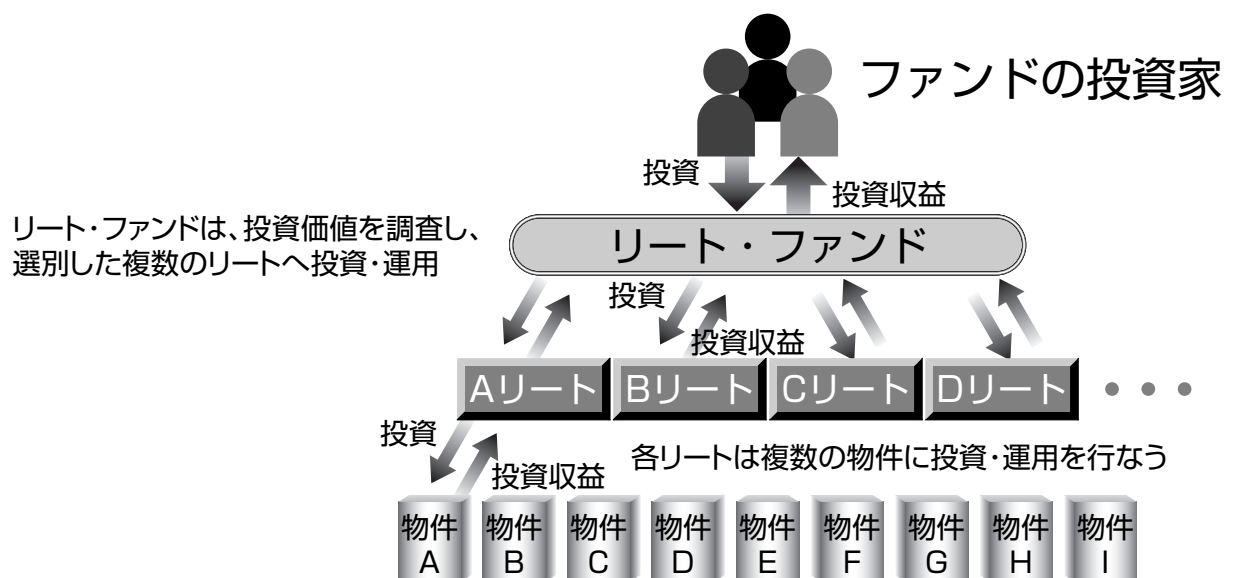 ファンドの投資家
投資
投資収益
リート・ファンドは、投資価値を調査し、
選別した複数のリートへ投資・運用
リート・ファンド
投資
投資収益
Aリート
Bリート
Cリート
Dリート
・・・
投資
投資収益
各リートは複数の物件に投資・運用を行なう
物件
A
物件
B
物件
C
物件
D
物件
E
物件
F
物件
G
物件
H
物件
I